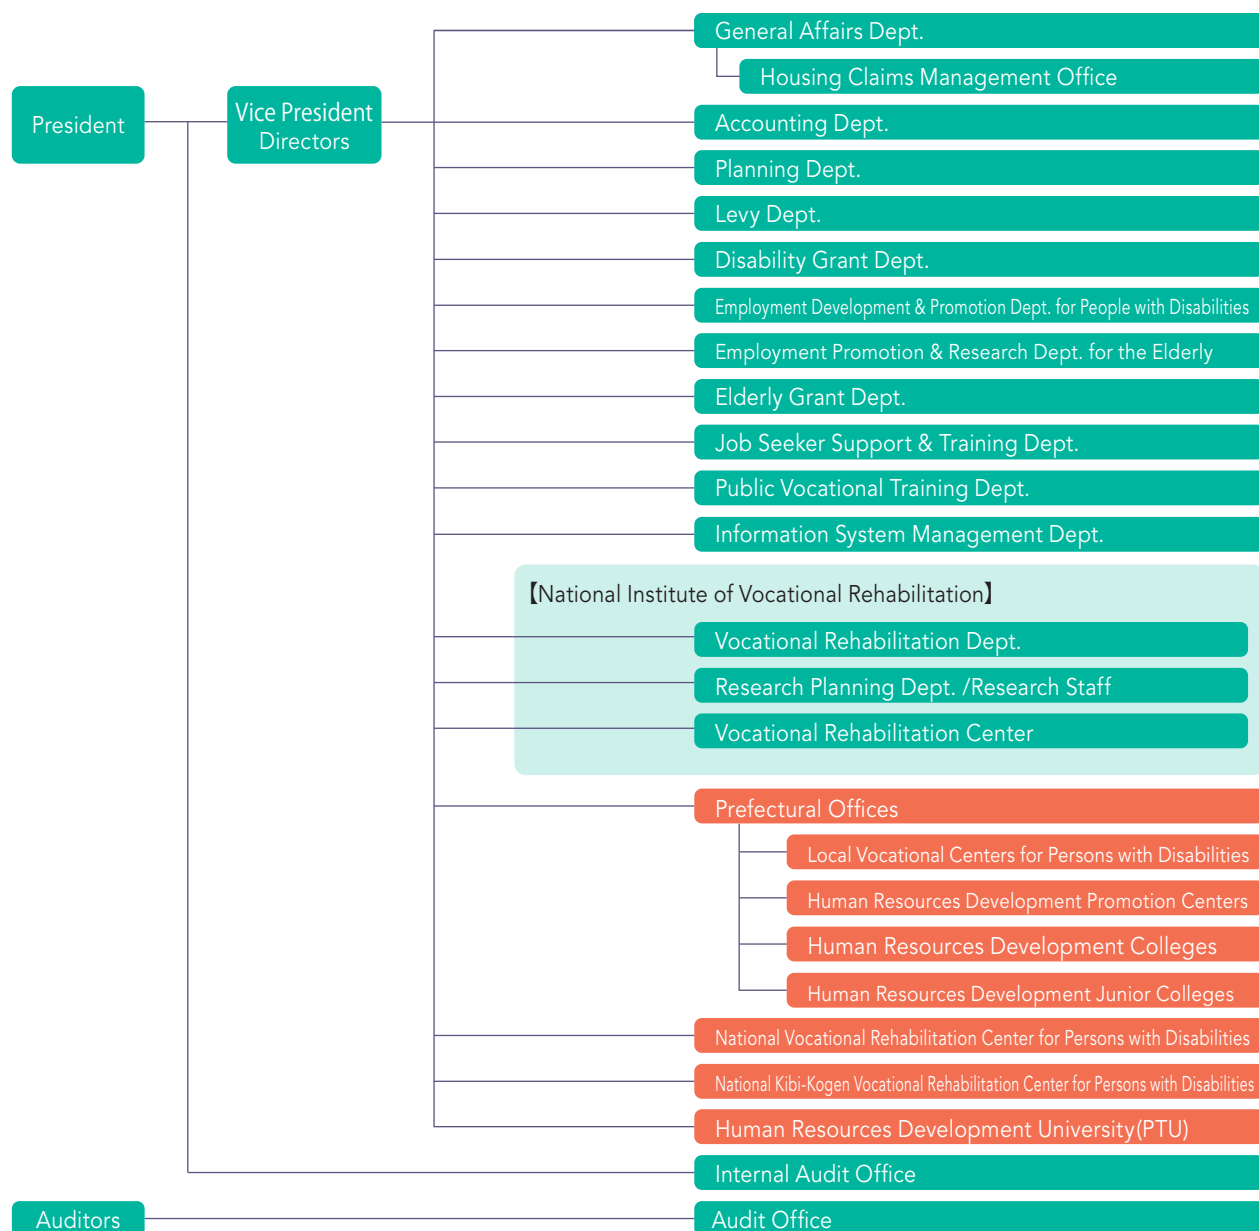 General Affairs Dept.
Housing Claims Management Office
President
Vice President
Directors
Accounting Dept.
Planning Dept.
Levy Dept.
Disability Grant Dept.
Employment Development & Promotion Dept. for People with Disabilities
Employment Promotion & Research Dept. for the Elderly
Elderly Grant Dept.
Job Seeker Support & Training Dept.
Public Vocational Training Dept.
Information System Management Dept.
【National Institute of Vocational Rehabilitation】
Vocational Rehabilitation Dept.
Research Planning Dept. /Research Staff
Vocational Rehabilitation Center
Prefectural Offices
Local Vocational Centers for Persons with Disabilities
Human Resources Development Promotion Centers
Human Resources Development Colleges
Human Resources Development Junior Colleges
National Vocational Rehabilitation Center for Persons with Disabilities
National Kibi-Kogen Vocational Rehabilitation Center for Persons with Disabilities
Human Resources Development University(PTU)
Internal Audit Office
Auditors
Audit Office